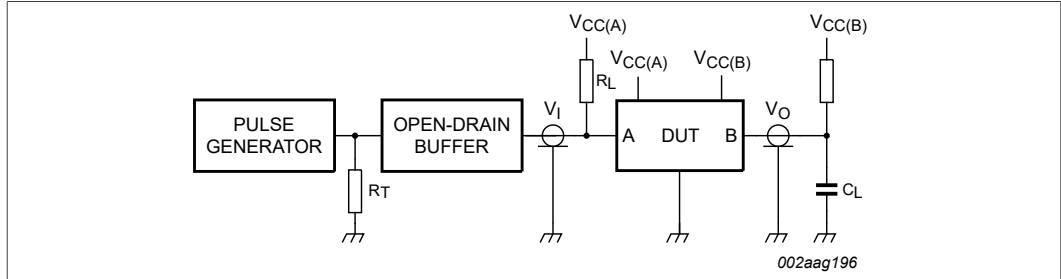 VCC(A)
VCC(B)
VCC(A)
VCC(B)
RL
PULSE
GENERATOR
OPEN-DRAIN
BUFFER
VI
A
DUT
B
VO
RT
CL
002aag196